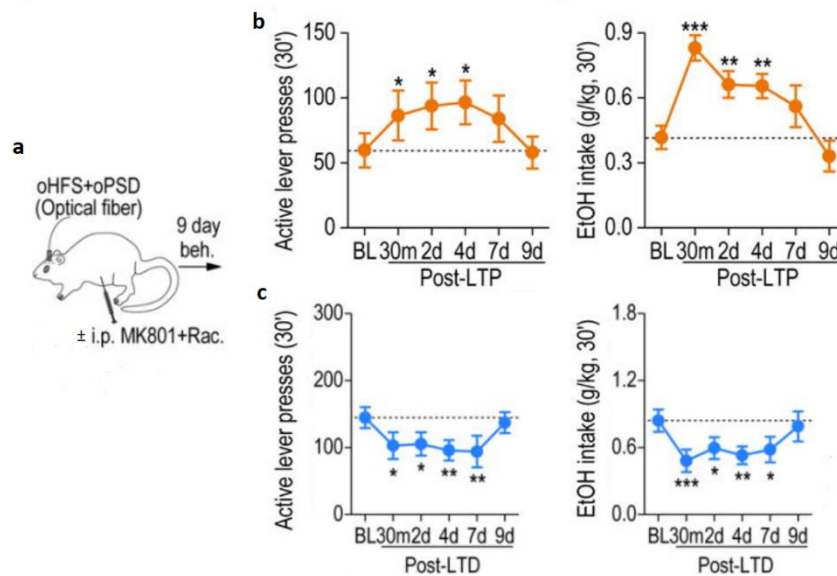 a
oHFS+oPSD
(Optical fiber)
9 day
beh.
± i.p. MK801+Rac.
b
Active lever presses (30')
150
100
50
0
* * *
BL 30m 2d 4d 7d 9d
Post-LTP
EtOH intake (g/kg, 30')
0.9
0.6
0.3
0.0
*** ** **
BL 30m 2d 4d 7d 9d
Post-LTP
c
Active lever presses (30')
300
200
100
0
* * ** **
BL 30m 2d 4d 7d 9d
Post-LTD
EtOH intake (g/kg, 30')
1.8
1.2
0.6
0.0
*** * ** *
BL 30m 2d 4d 7d 9d
Post-LTD